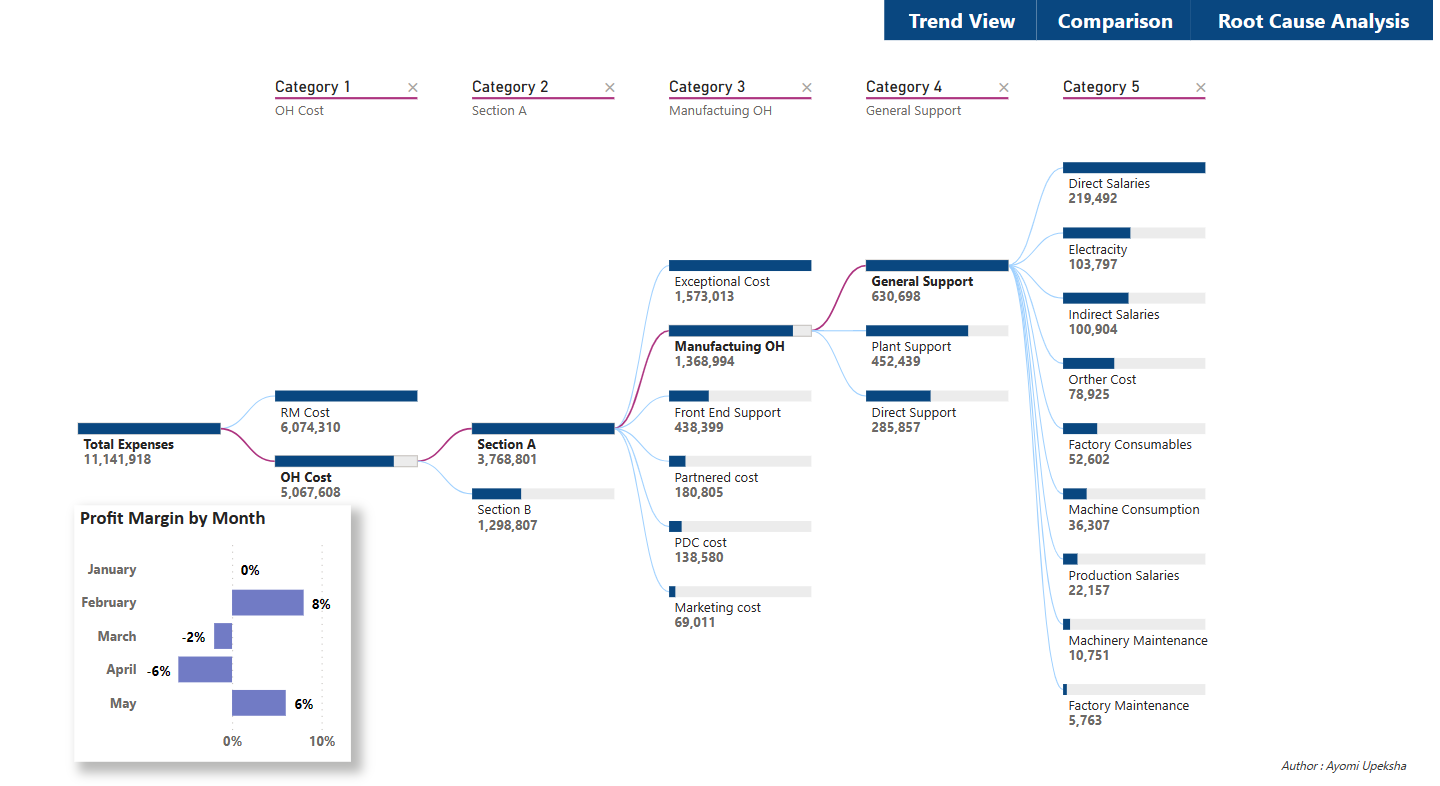 Trend View
Comparison
Root Cause Analysis
Category 1 ×
OH Cost
Category 2 ×
Section A
Category 3 ×
Manufactuing OH
Category 4 ×
General Support
Category 5 ×
Total Expenses
11,141,918
RM Cost
6,074,310
OH Cost
5,067,608
Section A
3,768,801
Section B
1,298,807
Exceptional Cost
1,573,013
Manufactuing OH
1,368,994
Front End Support
438,399
Partnered cost
180,805
PDC cost
138,580
Marketing cost
69,011
General Support
630,698
Plant Support
452,439
Direct Support
285,857
Direct Salaries
219,492
Electracity
103,797
Indirect Salaries
100,904
Orther Cost
78,925
Factory Consumables
52,602
Machine Consumption
36,307
Production Salaries
22,157
Machinery Maintenance
10,751
Factory Maintenance
5,763
Profit Margin by Month
January 0%
February 8%
March -2%
April -6%
May 6%
0% 10%
Author : Ayomi Upeksha